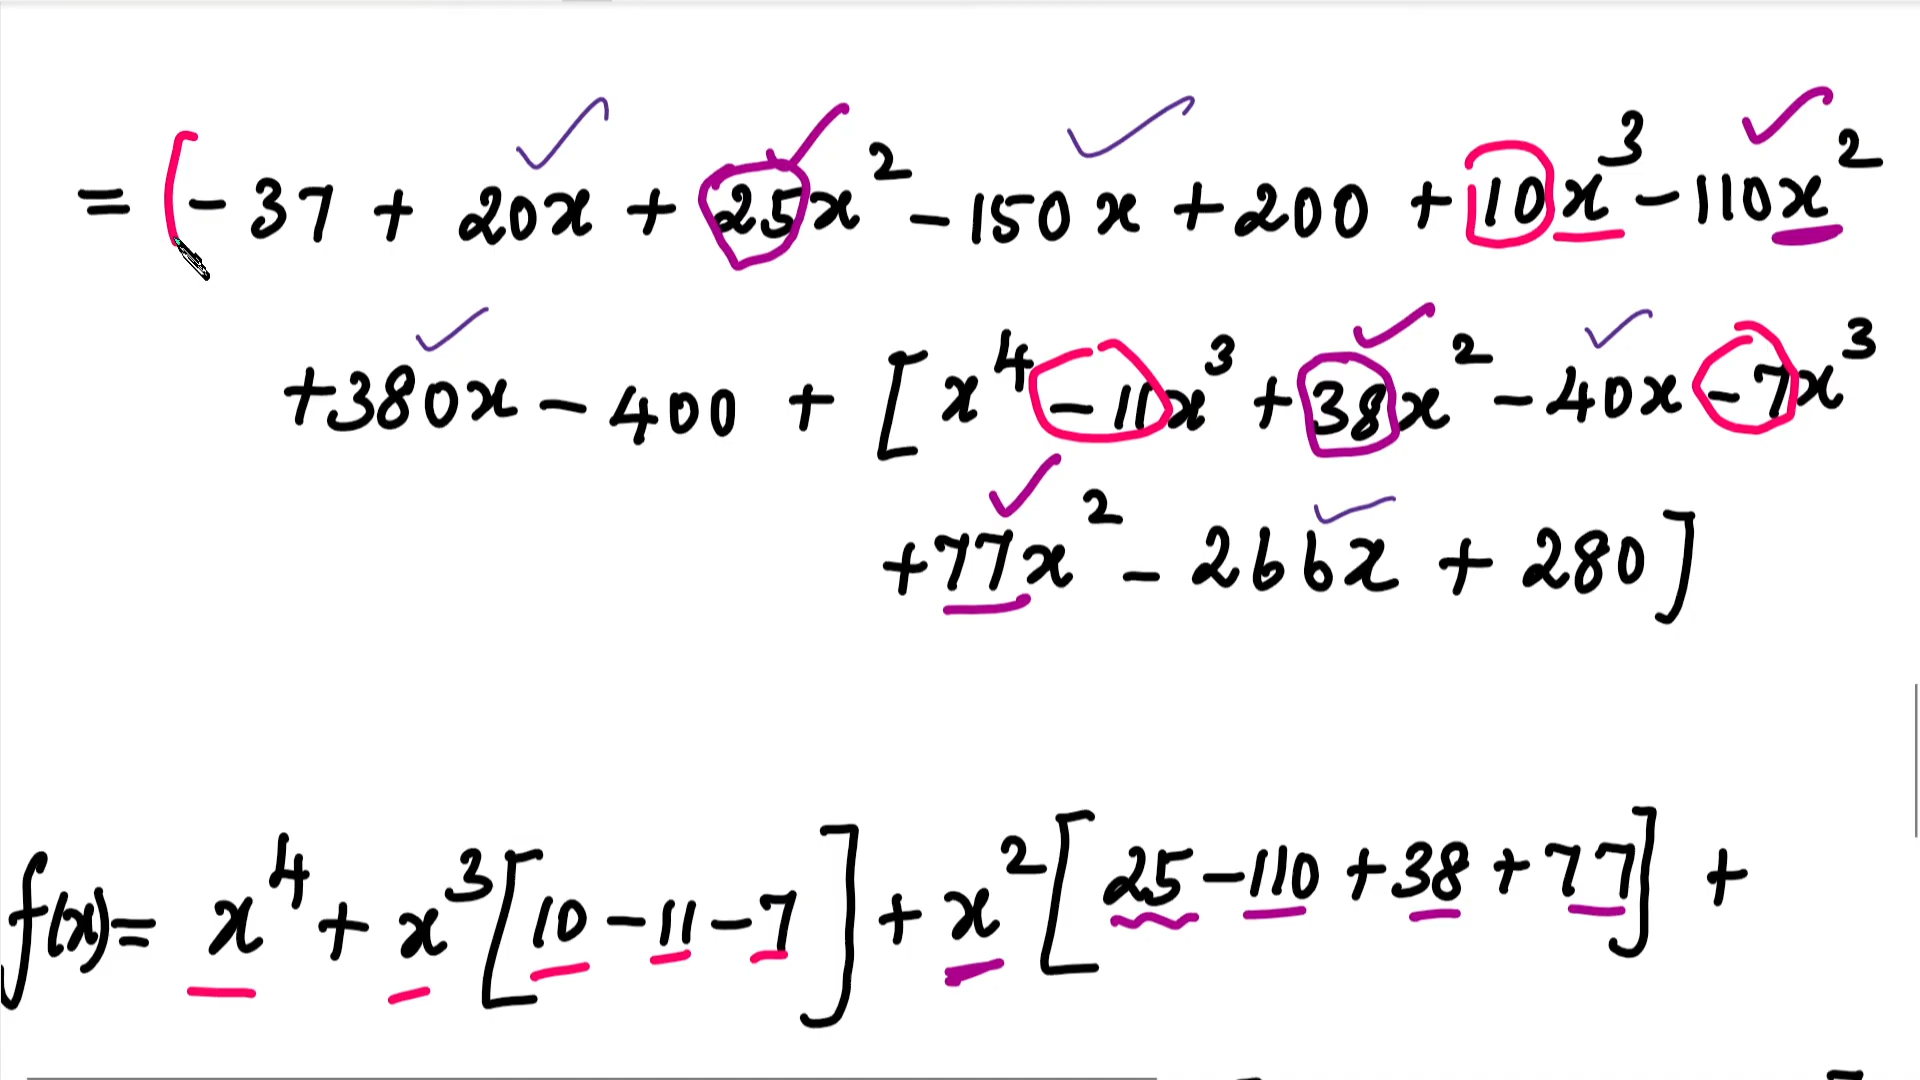 = (-37 + 20x + 25x² - 150x + 200 + 10x³ - 110x²
+380x - 400 + [x⁴ - 11x³ + 38x² - 40x - 7x³
+77x² - 266x + 280]
f(x) = x⁴ + x³[10 - 11 - 7] + x²[25 - 110 + 38 + 77] +